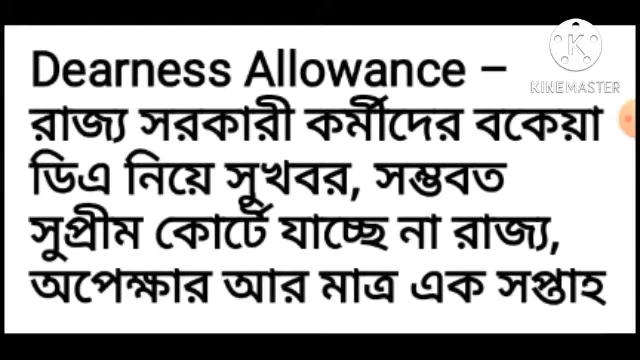 Dearness Allowance –
রাজ্য সরকারী কর্মীদের বকেয়া
ডিএ নিয়ে সুখবর, সম্ভবত
সুপ্রীম কোর্টে যাচ্ছে না রাজ্য,
অপেক্ষার আর মাত্র এক সপ্তাহ
K
KINEMASTER